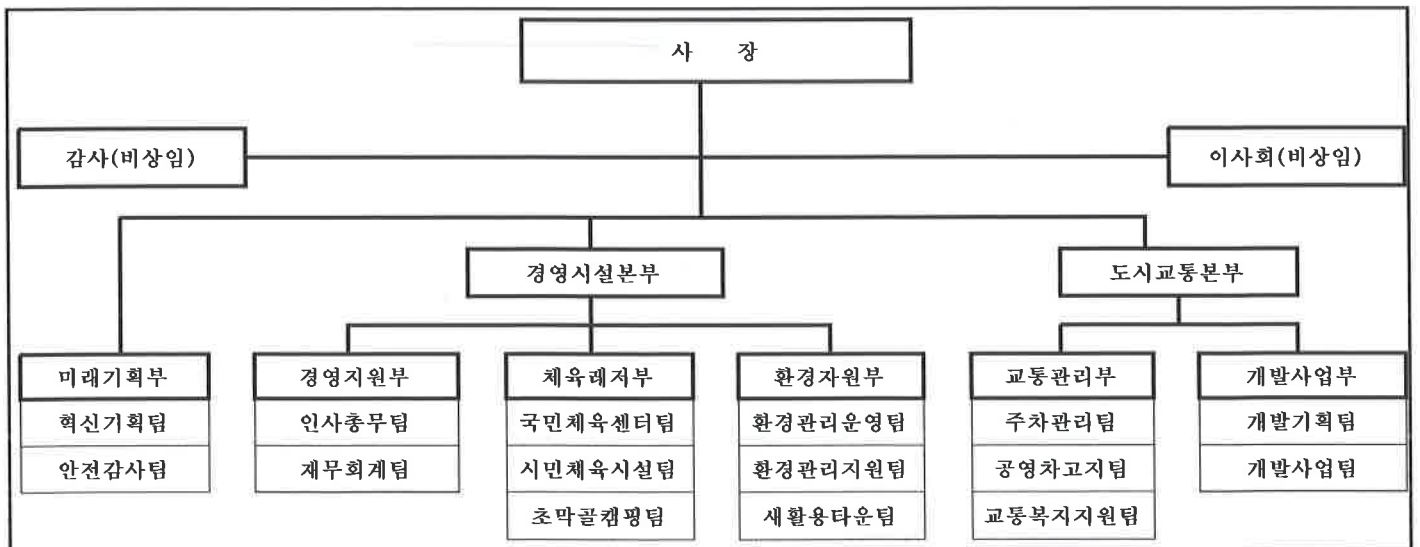 사 장
감사(비상임) 이사회(비상임)
경영시설본부 도시교통본부
미래기획부 경영지원부 체육레저부 환경자원부 교통관리부 개발사업부
혁신기획팀 인사총무팀 국민체육센터팀 환경관리운영팀 주차관리팀 개발기획팀
안전감사팀 재무회계팀 시민체육시설팀 환경관리지원팀 공영차고지팀 개발사업팀
초막골캠핑팀 새활용타운팀 교통복지지원팀